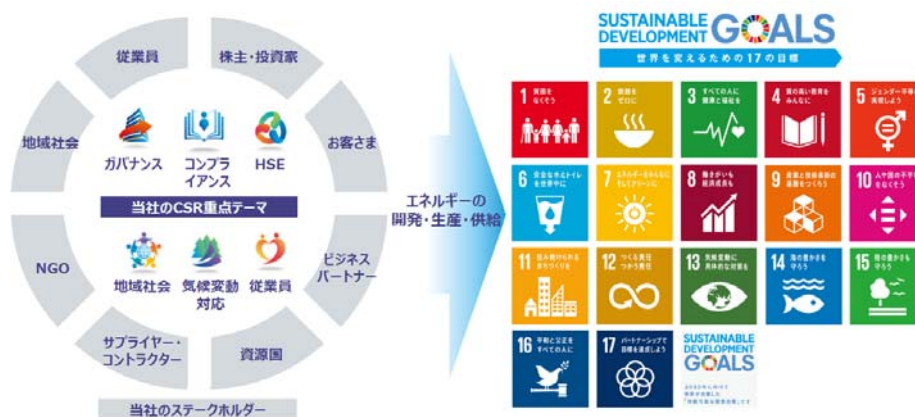 従業員
株主・投資家
地域社会
お客さま
ガバナンス
コンプライアンス
HSE
当社のCSR重点テーマ
地域社会
気候変動対応
従業員
NGO
ビジネスパートナー
サプライヤー・コントラクター
資源国
当社のステークホルダー
エネルギーの
開発・生産・供給
SUSTAINABLE
DEVELOPMENT GOALS
世界を変えるための17の目標
1 貧困を
なくそう
2 飢餓を
ゼロに
3 すべての人に
健康と福祉を
4 質の高い教育を
みんなに
5 ジェンダー平等
実現しよう
6 安全な水とトイレ
を世界中に
7 エネルギーをみんなに
そしてクリーンに
8 働きがいも
経済成長も
9 産業と技術革新の
基盤をつくろう
10 人や国の不平等
をなくそう
11 住み続けられる
まちづくりを
12 つくる責任
つかう責任
13 気候変動に
具体的な対策を
14 海の豊かさを
守ろう
15 陸の豊かさも
守ろう
16 平和と公正を
すべての人に
17 パートナーシップで
目標を達成しよう
SUSTAINABLE
DEVELOPMENT
GOALS